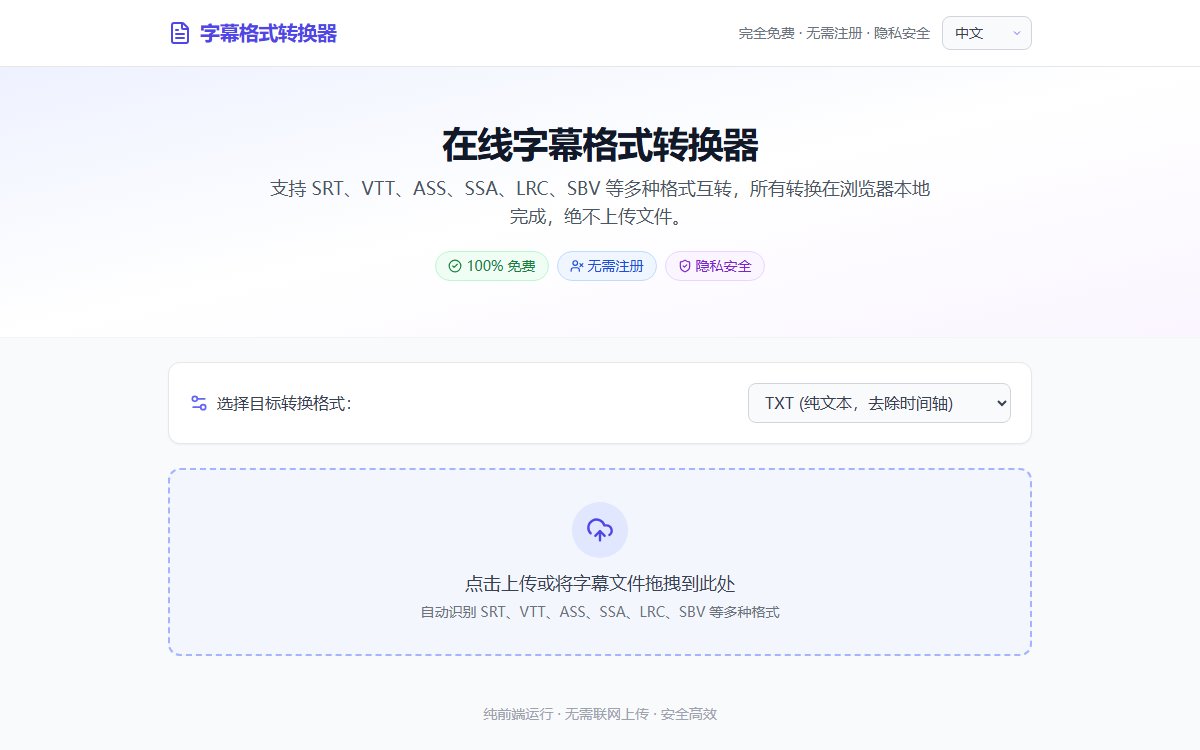 字幕格式转换器
完全免费 · 无需注册 · 隐私安全
中文
在线字幕格式转换器
支持 SRT、VTT、ASS、SSA、LRC、SBV 等多种格式互转，所有转换在浏览器本地
完成，绝不上传文件。
100% 免费
无需注册
隐私安全
选择目标转换格式：
TXT (纯文本，去除时间轴)
点击上传或将字幕文件拖拽到此处
自动识别 SRT、VTT、ASS、SSA、LRC、SBV 等多种格式
纯前端运行 · 无需联网上传 · 安全高效